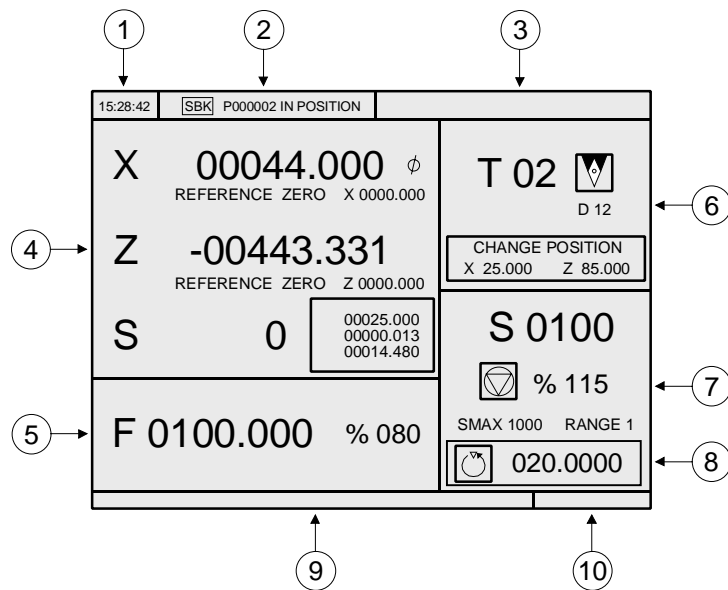 1 2 3
15:28:42 SBK P000002 IN POSITION
X 00044.000 ϕ
REFERENCE ZERO X 0000.000
Z -00443.331
REFERENCE ZERO Z 0000.000
S 0
00025.000
00000.013
00014.480
4
F 0100.000 % 080
5
T 02
D 12
6
CHANGE POSITION
X 25.000 Z 85.000
S 0100
% 115
7
SMAX 1000 RANGE 1
020.0000
8
9 10